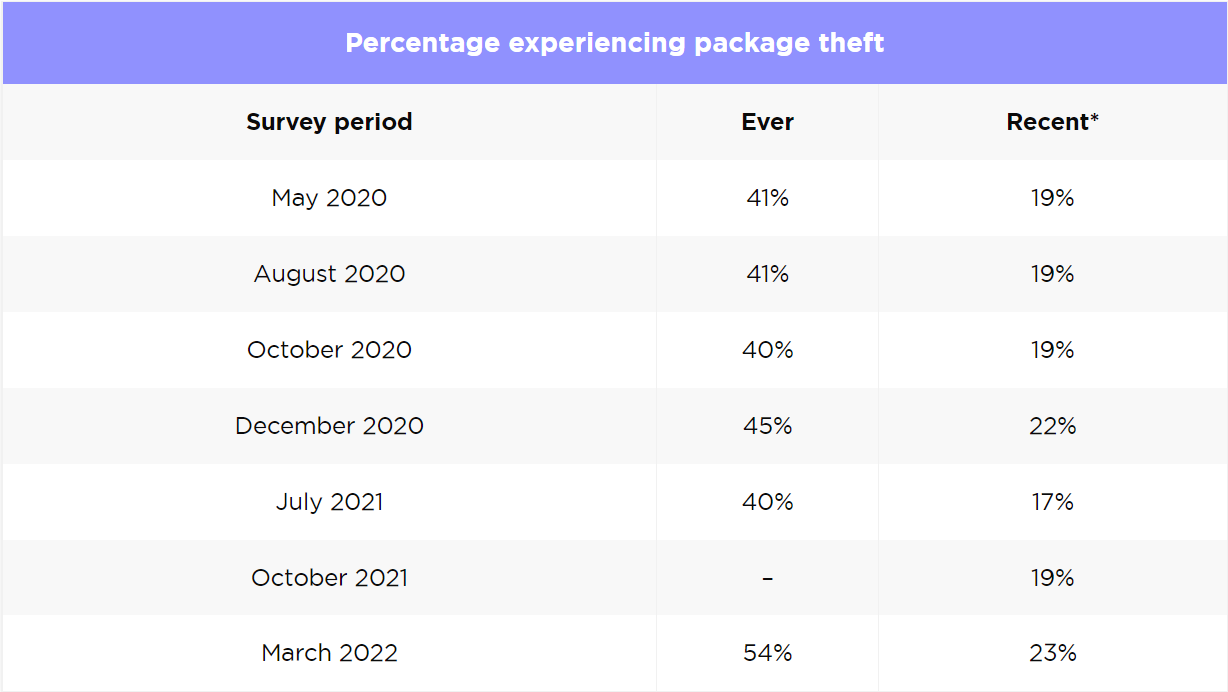 Percentage experiencing package theft
Survey period Ever Recent*
May 2020 41% 19%
August 2020 41% 19%
October 2020 40% 19%
December 2020 45% 22%
July 2021 40% 17%
October 2021 – 19%
March 2022 54% 23%